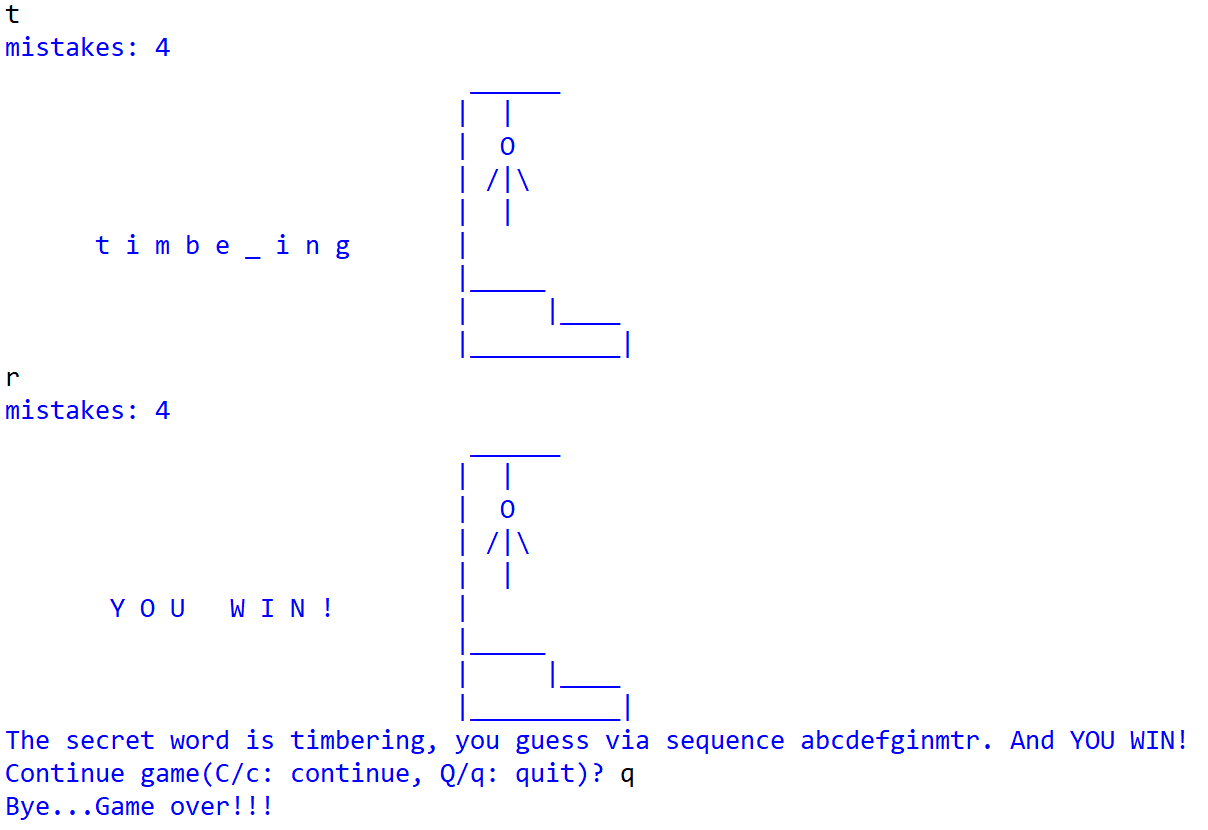 t
mistakes: 4
 ______
|  |
|  O
| /|\
|  |
t i m b e _ i n g |
|_____
|     |____
|__________|
r
mistakes: 4
 ______
|  |
|  O
| /|\
|  |
Y O U   W I N ! |
|_____
|     |____
|__________|
The secret word is timbering, you guess via sequence abcdefginmtr. And YOU WIN!
Continue game(C/c: continue, Q/q: quit)? q
Bye...Game over!!!